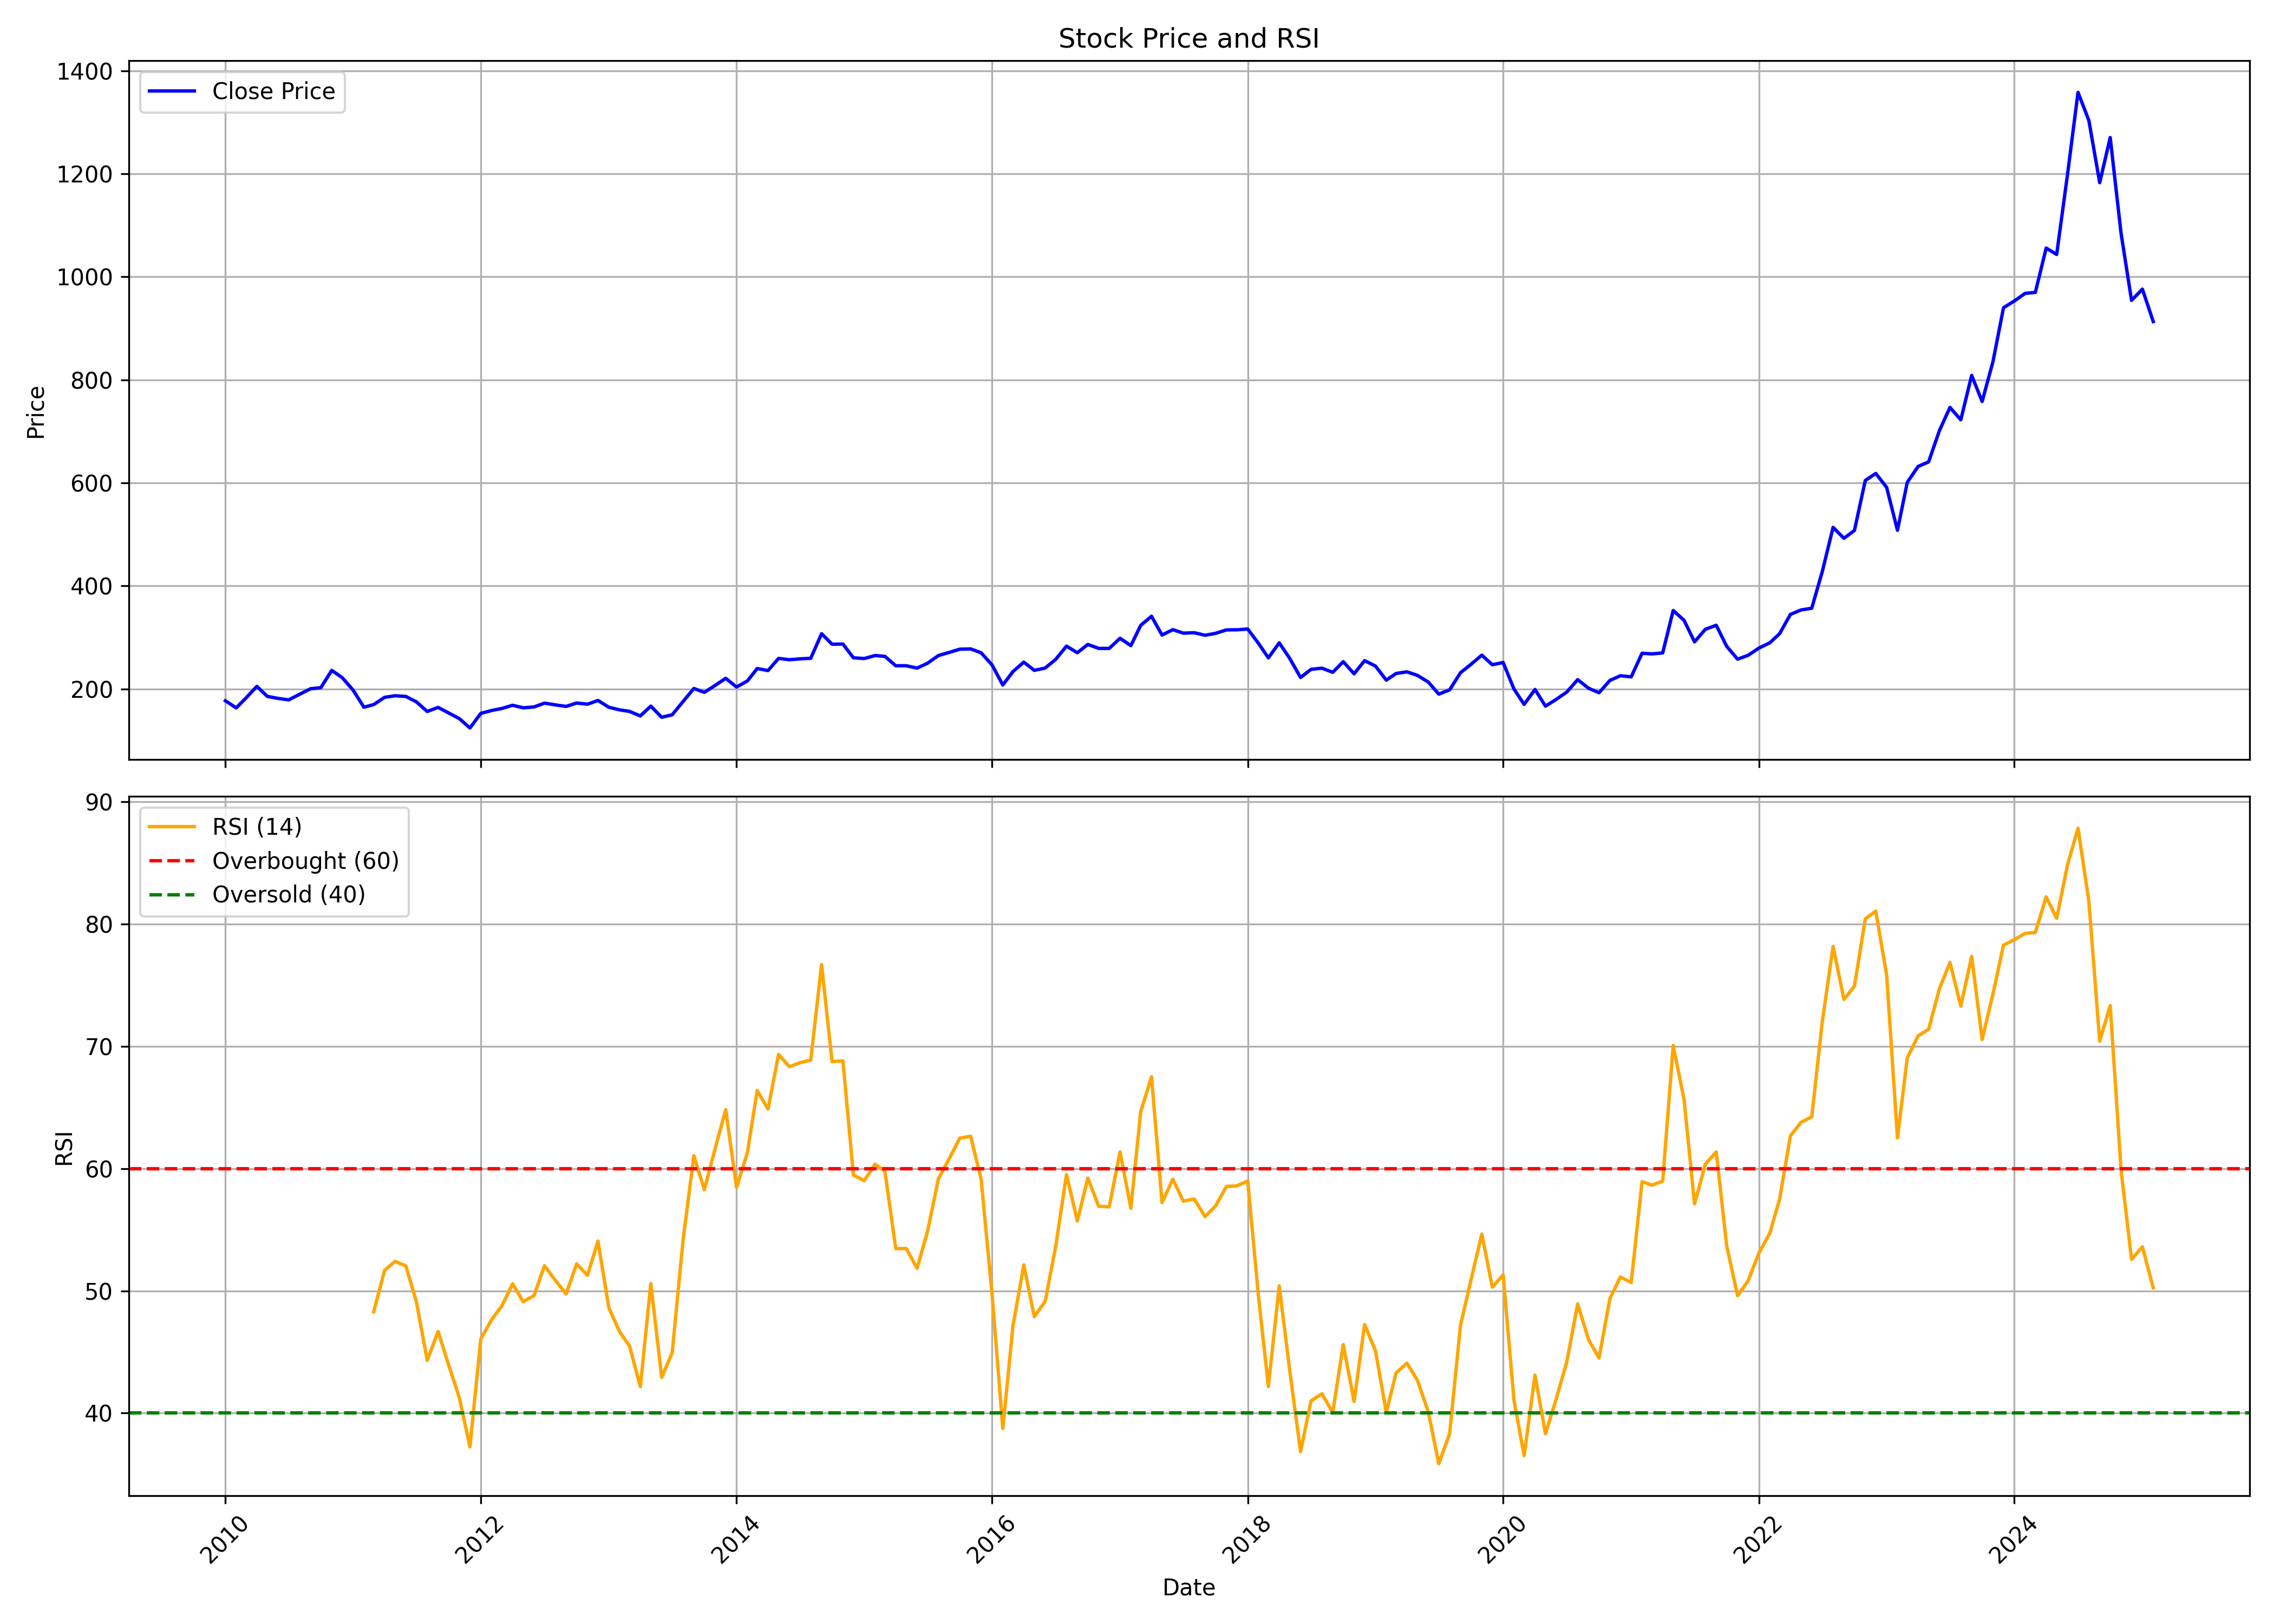 Stock Price and RSI
1400
1200
1000
800
600
400
200
Price
Close Price
90
80
70
60
50
40
RSI
RSI (14)
Overbought (60)
Oversold (40)
2010
2012
2014
2016
2018
2020
2022
2024
Date